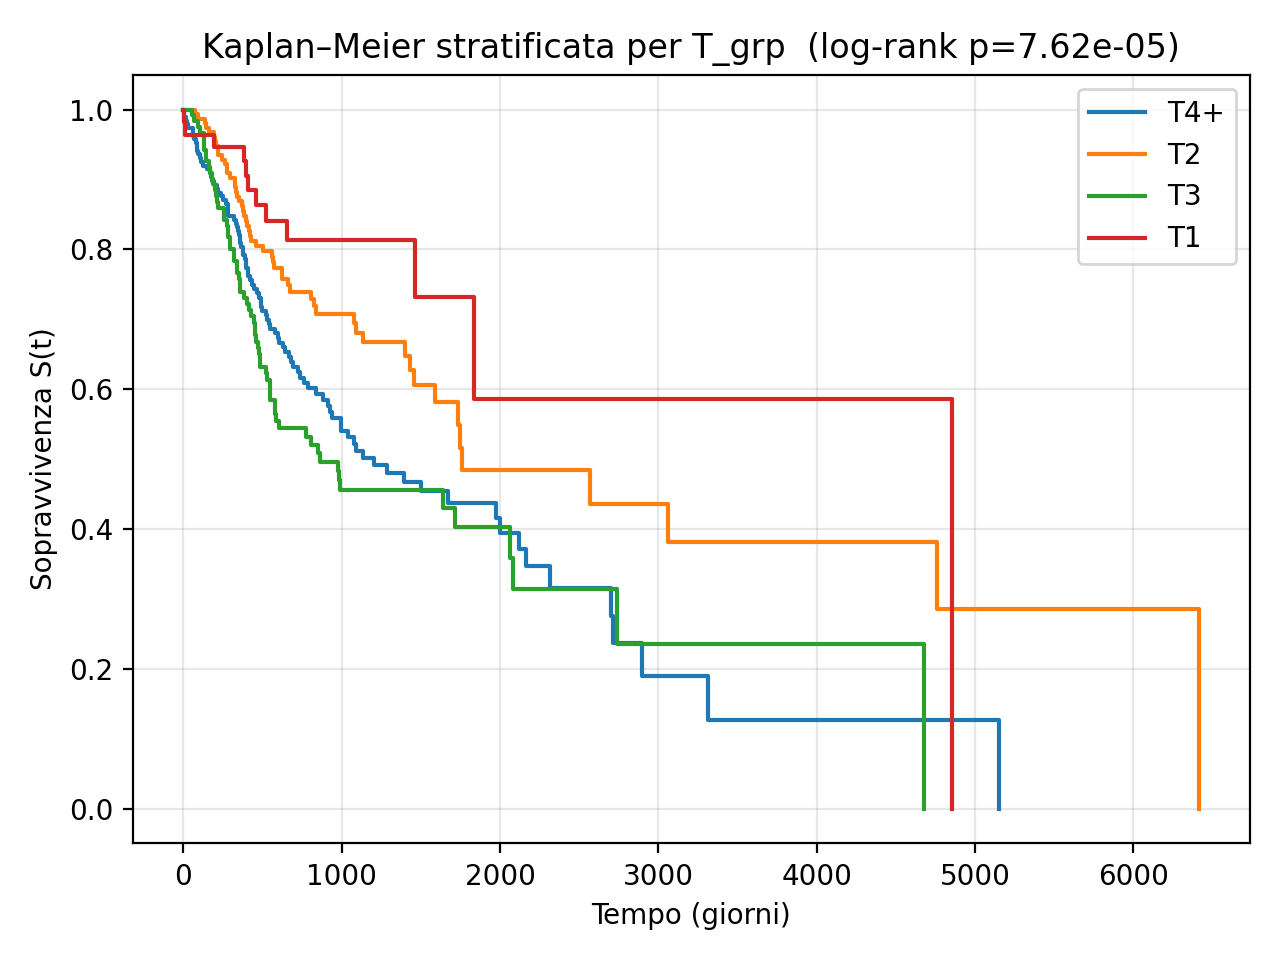 Kaplan–Meier stratificata per T_grp (log-rank p=7.62e-05)
T4+
T2
T3
T1
Sopravvivenza S(t)
1.0
0.8
0.6
0.4
0.2
0.0
0 1000 2000 3000 4000 5000 6000
Tempo (giorni)